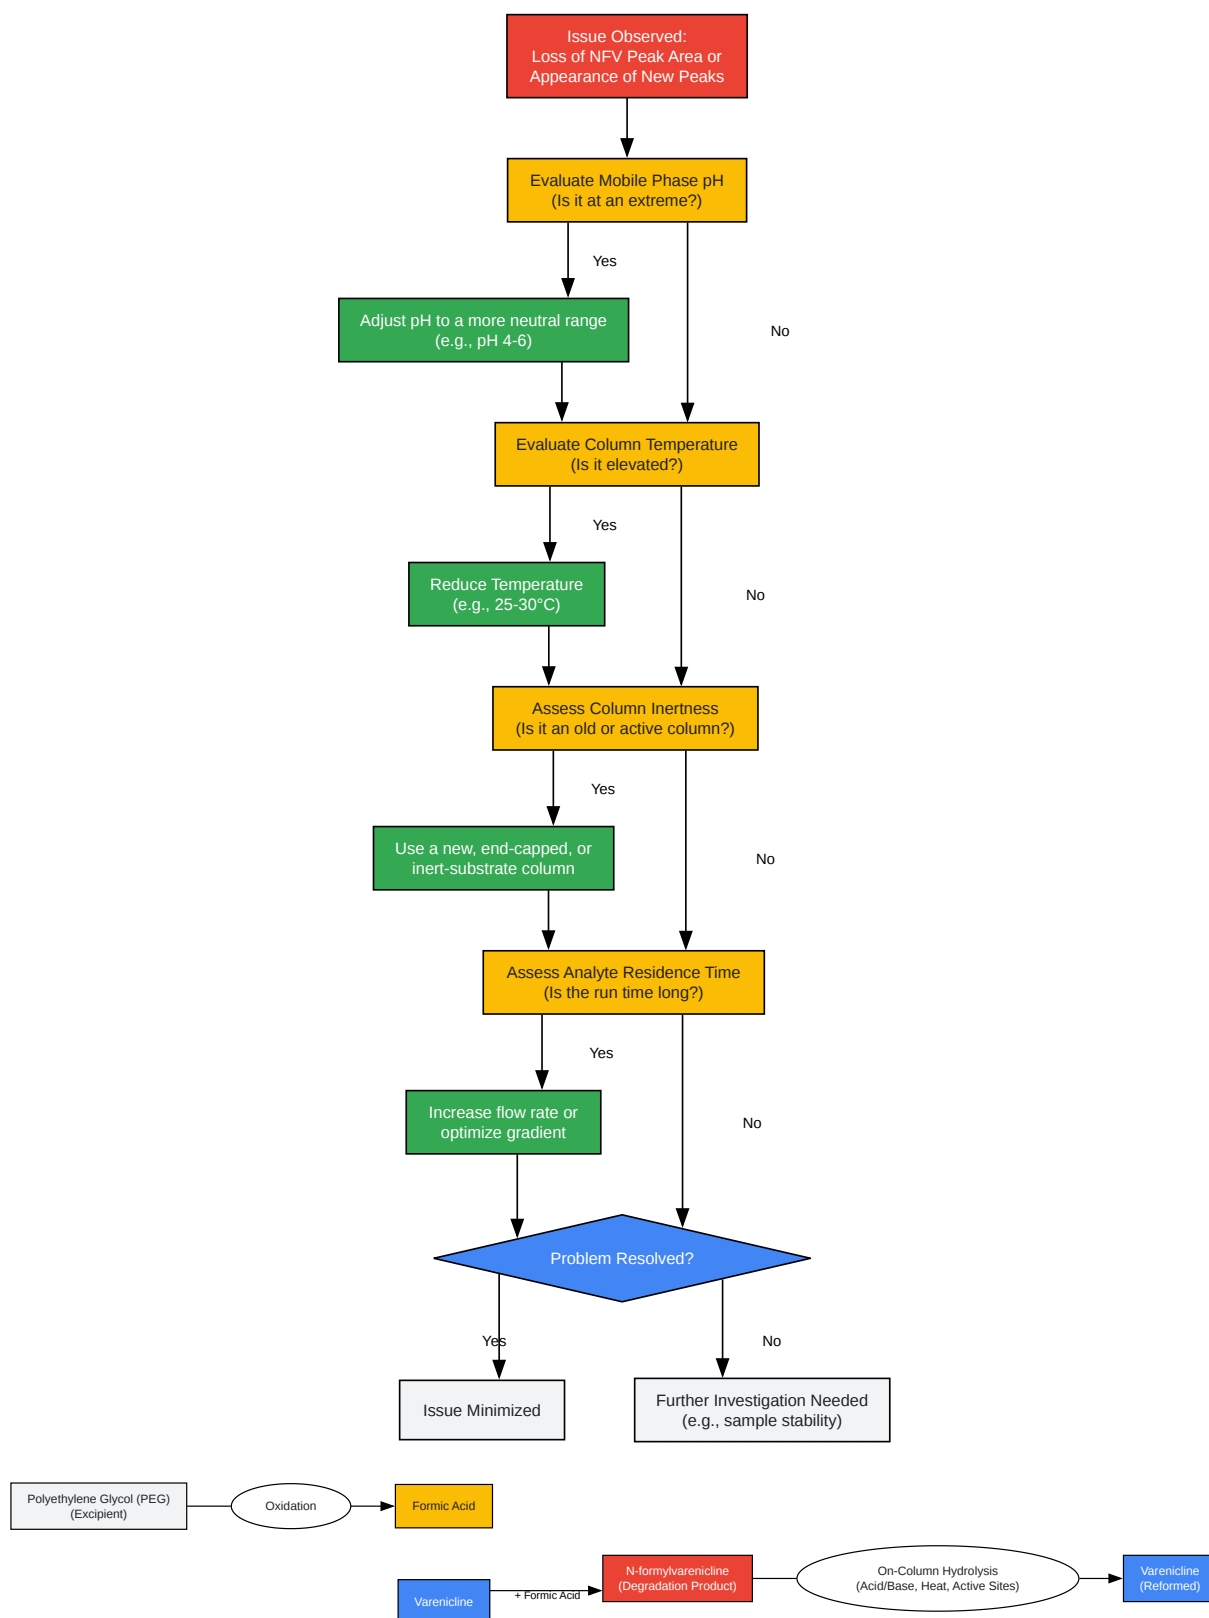 Issue Observed:
Loss of NFV Peak Area or
Appearance of New Peaks
Evaluate Mobile Phase pH
(Is it at an extreme?)
Yes
Adjust pH to a more neutral range
(e.g., pH 4-6)
No
Evaluate Column Temperature
(Is it elevated?)
Yes
Reduce Temperature
(e.g., 25-30°C)
No
Assess Column Inertness
(Is it an old or active column?)
Yes
Use a new, end-capped, or
inert-substrate column
No
Assess Analyte Residence Time
(Is the run time long?)
Yes
Increase flow rate or
optimize gradient
No
Problem Resolved?
Yes
No
Issue Minimized
Further Investigation Needed
(e.g., sample stability)
Polyethylene Glycol (PEG)
(Excipient)
Oxidation
Formic Acid
Varenicline
+ Formic Acid
N-formylvarenicline
(Degradation Product)
On-Column Hydrolysis
(Acid/Base, Heat, Active Sites)
Varenicline
(Reformed)